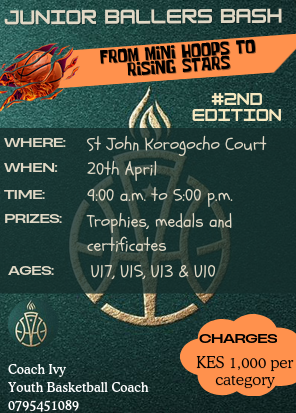 JUNIOR BALLERS BASH
FROM MINI HOOPS TO
RISING STARS
#2ND
EDITION
WHERE: St John Korogocho Court
WHEN: 20th April
TIME: 9:00 a.m. to 5:00 p.m.
PRIZES: Trophies, medals and
certificates
AGES: U17, U15, U13 & U10
CHARGES
KES 1,000 per
category
Coach Ivy
Youth Basketball Coach
0795451089